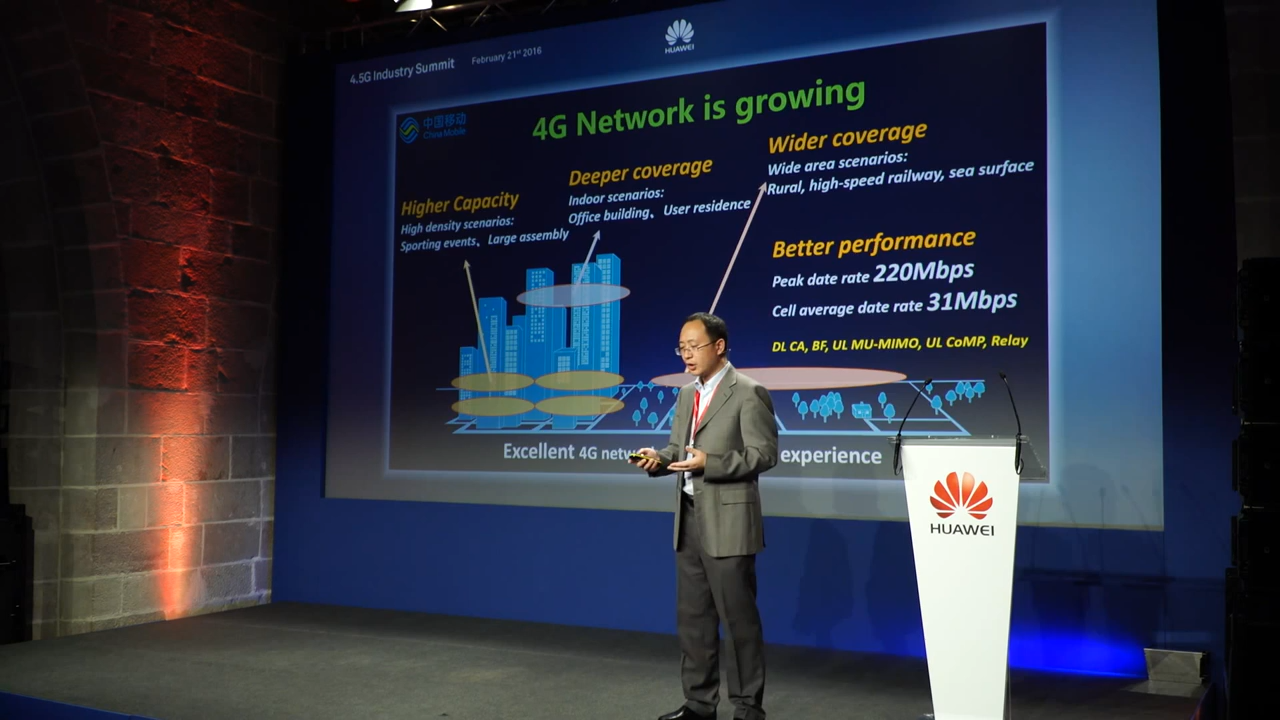 4.5G Industry Summit
February 21st 2016
HUAWEI
中国移动
China Mobile
4G Network is growing
Higher Capacity
High density scenarios:
Sporting events、Large assembly
Deeper coverage
Indoor scenarios:
Office building、User residence
Wider coverage
Wide area scenarios:
Rural, high-speed railway, sea surface
Better performance
Peak date rate 220Mbps
Cell average date rate 31Mbps
DL CA, BF, UL MU-MIMO, UL CoMP, Relay
Excellent 4G experience
HUAWEI